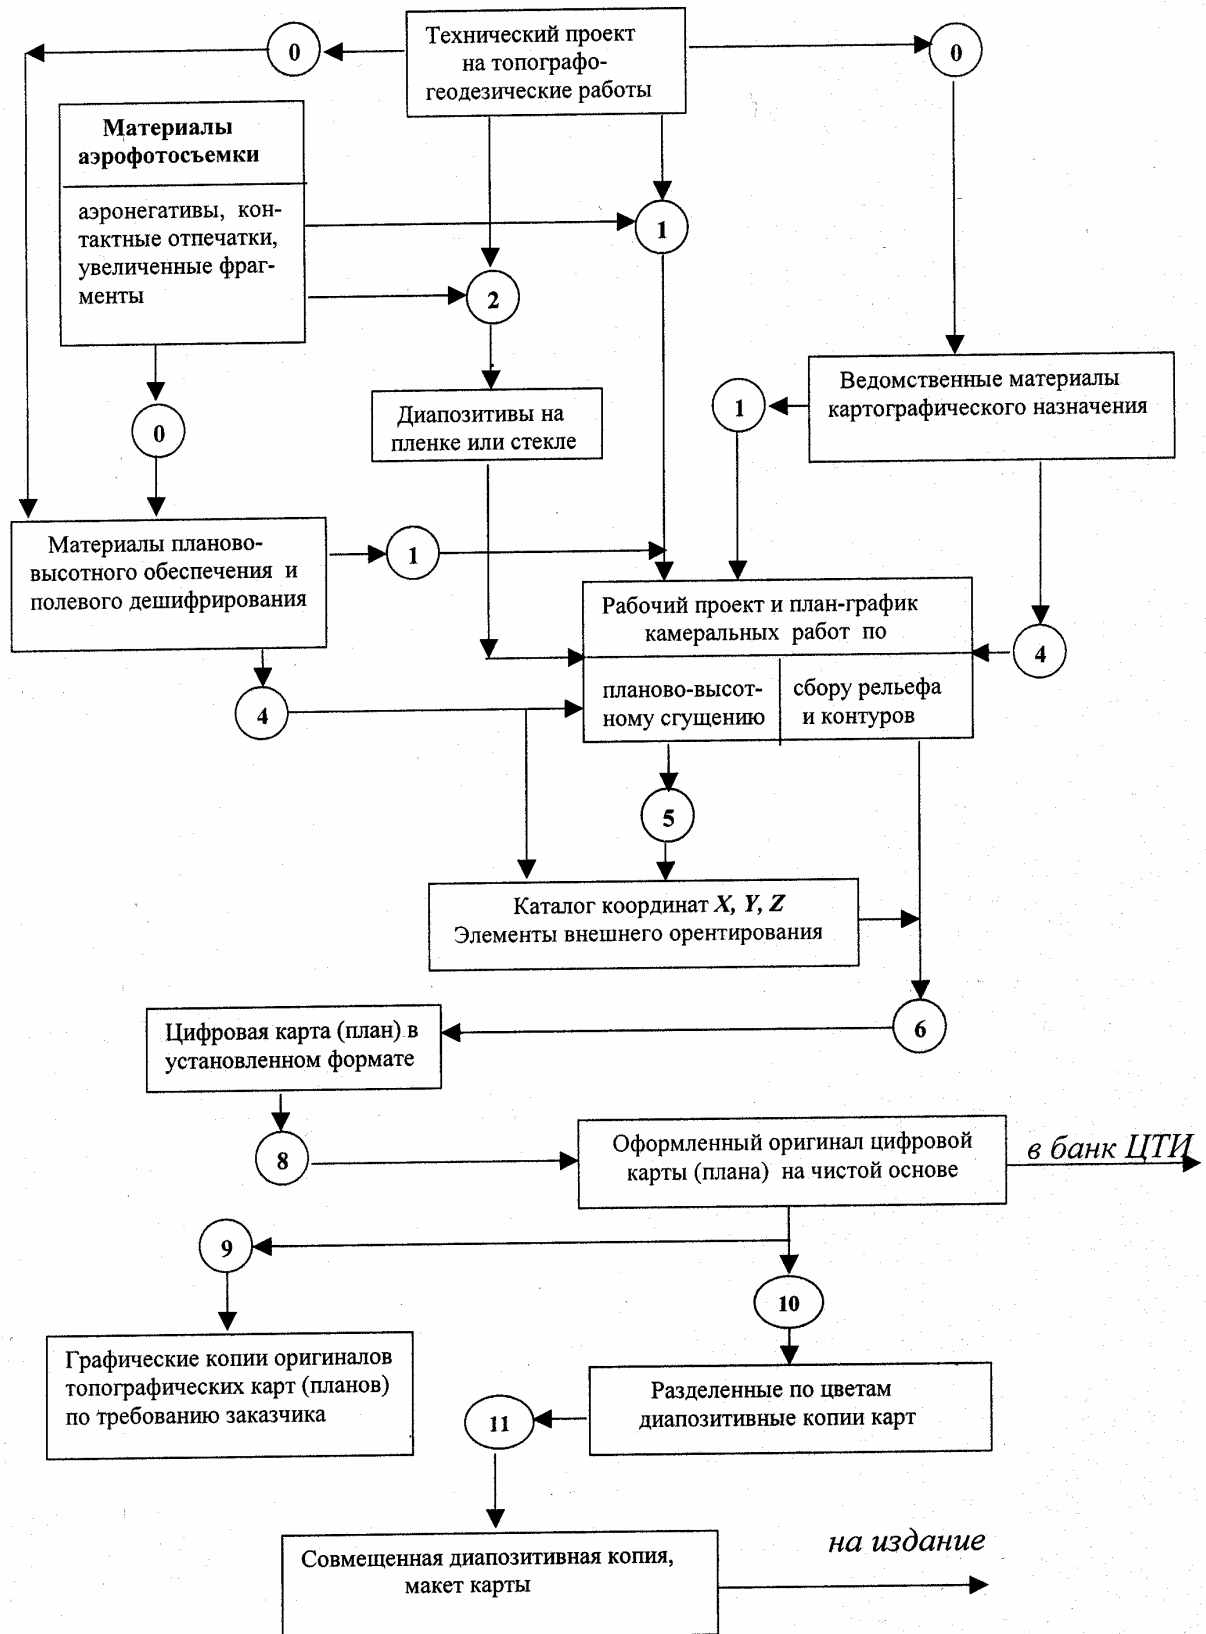 0
Технический проект
на топографо-
геодезические работы
0
Материалы
аэрофотосъемки
аэронегативы, кон-
тактные отпечатки,
увеличенные фраг-
менты
1
2
0
Диапозитивы на
пленке или стекле
1
Ведомственные материалы
картографического назначения
Материалы планово-
высотного обеспечения и
полевого дешифрирования
1
Рабочий проект и план-график
камеральных работ по
планово-высот-
ному сгущению
сбору рельефа
и контуров
4
4
5
Каталог координат X, Y, Z
Элементы внешнего орентирования
6
Цифровая карта (план) в
установленном формате
8
Оформленный оригинал цифровой
карты (плана) на чистой основе
в банк ЦТИ
9
10
Графические копии оригиналов
топографических карт (планов)
по требованию заказчика
11
Разделенные по цветам
диапозитивные копии карт
Совмещенная диапозитивная копия,
макет карты
на издание